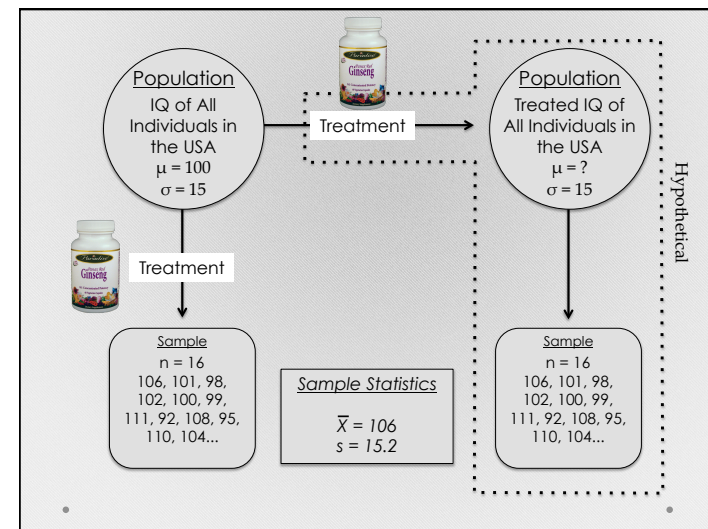 Population
IQ of All
Individuals in
the USA
μ = 100
σ = 15
Ginseng
Treatment
Population
Treated IQ of
All Individuals in
the USA
μ = ?
σ = 15
Hypothetical
Ginseng
Treatment
Sample
n = 16
106, 101, 98,
102, 100, 99,
111, 92, 108, 95,
110, 104...
Sample Statistics
X̅ = 106
s = 15.2
Sample
n = 16
106, 101, 98,
102, 100, 99,
111, 92, 108, 95,
110, 104...